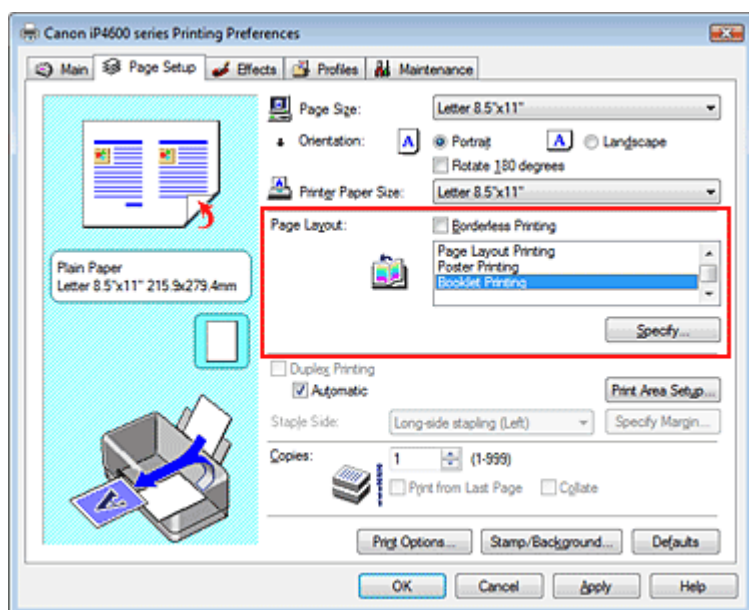 Canon iP4600 series Printing Preferences
Main Page Setup Effects Profiles Maintenance
Page Size: Letter 8.5"x11"
Orientation: A Portrait A Landscape
Rotate 180 degrees
Printer Paper Size: Letter 8.5"x11"
Page Layout: Borderless Printing
Page Layout Printing
Poster Printing
Booklet Printing
Specify...
Plain Paper
Letter 8.5"x11" 215.9x279.4mm
Duplex Printing
Automatic Print Area Setup...
Staple Side: Long-side stapling (Left) Specify Margin...
Copies: 1 (1-999)
Print from Last Page Collate
Print Options... Stamp/Background... Defaults
OK Cancel Apply Help